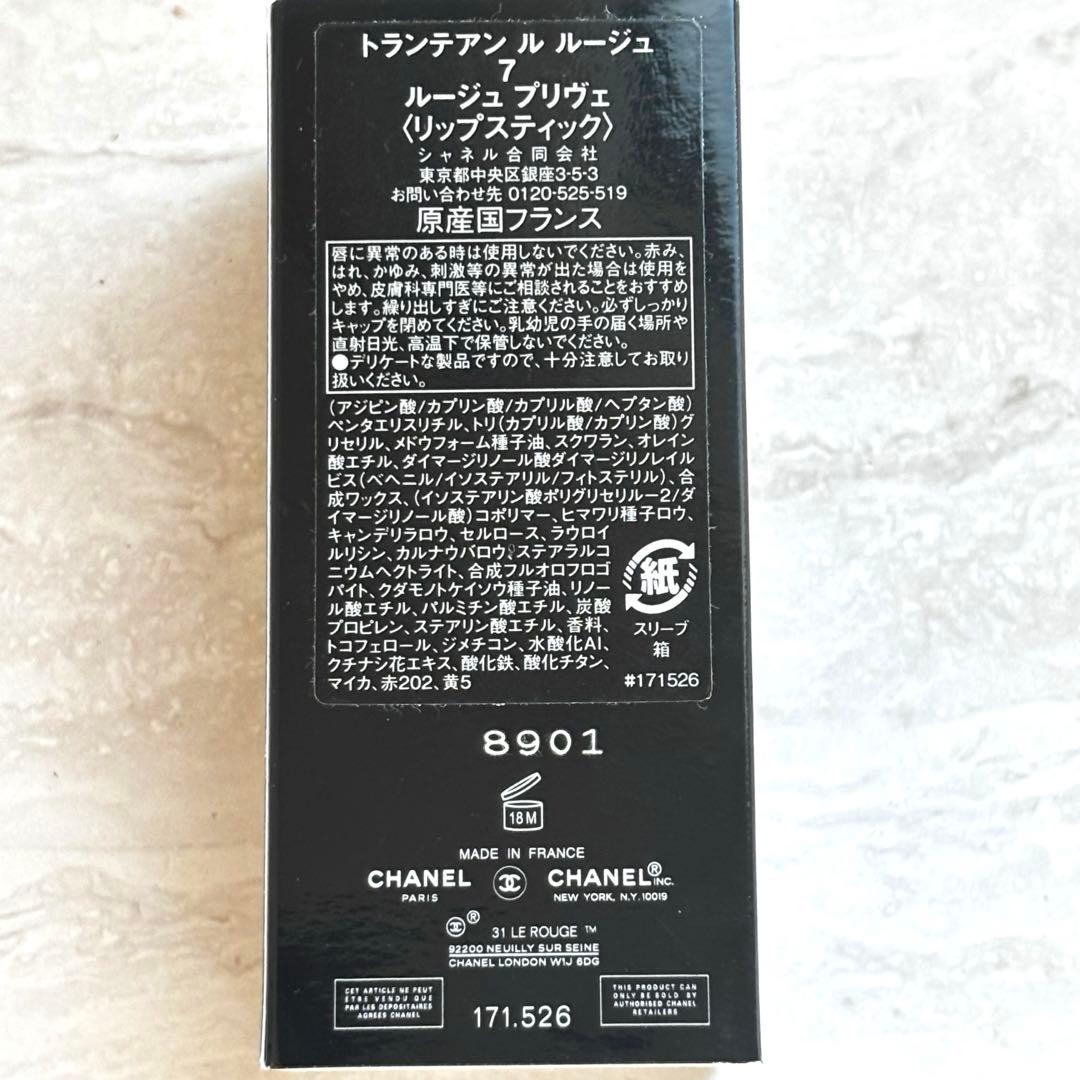 トランテアン ル ルージュ
7
ルージュ プリヴェ
〈リップスティック〉
シャネル合同会社
東京都中央区銀座3-5-3
お問い合わせ先 0120-525-519
原産国フランス
唇に異常のある時は使用しないでください。赤み、
はれ、かゆみ、刺激等の異常が出た場合は使用を
やめ、皮膚科専門医等にご相談されることをおすすめ
します。繰り出しすぎにご注意ください。必ずしっかり
キャップを閉めてください。乳幼児の手の届く場所や
直射日光、高温下で保管しないでください。
●デリケートな製品ですので、十分注意してお取り
扱いください。
(アジピン酸/カプリン酸/カプリル酸/ヘプタン酸)
ペンタエリスリチル、トリ(カプリル酸/カプリン酸)グ
リセリル、メドウフォーム種子油、スクワラン、オレイン
酸エチル、ダイマージリノール酸ダイマージリノレイル
ビス(ベヘニル/イソステアリル/フィトステリル)、合
成ワックス、(イソステアリン酸ポリグリセリル-2/ダ
イマージリノール酸)コポリマー、ヒマワリ種子ロウ、
キャンデリラロウ、セルロース、ラウロイ
ルリシン、カルナウバロウ、ステアラルコ
ニウムヘクトライト、合成フルオロフロゴ
パイト、クダモノトケイソウ種子油、リノー
ル酸エチル、パルミチン酸エチル、炭酸
プロピレン、ステアリン酸エチル、香料、
トコフェロール、ジメチコン、水酸化Al、
クチナシ花エキス、酸化鉄、酸化チタン、
マイカ、赤202、黄5
紙
スリーブ
箱
#171526
8901
18M
MADE IN FRANCE
CHANEL CHANEL® INC.
PARIS NEW YORK, N.Y. 10019
® 31 LE ROUGE ™
92200 NEUILLY SUR SEINE
CHANEL LONDON W1J 6DG
CET ARTICLE NE PEUT
ETRE VENDU QUE
PAR LES DEPOSITAIRES
AGREES CHANEL
171.526
THIS PRODUCT CAN
ONLY BE SOLD BY
AUTHORISED CHANEL
RETAILERS